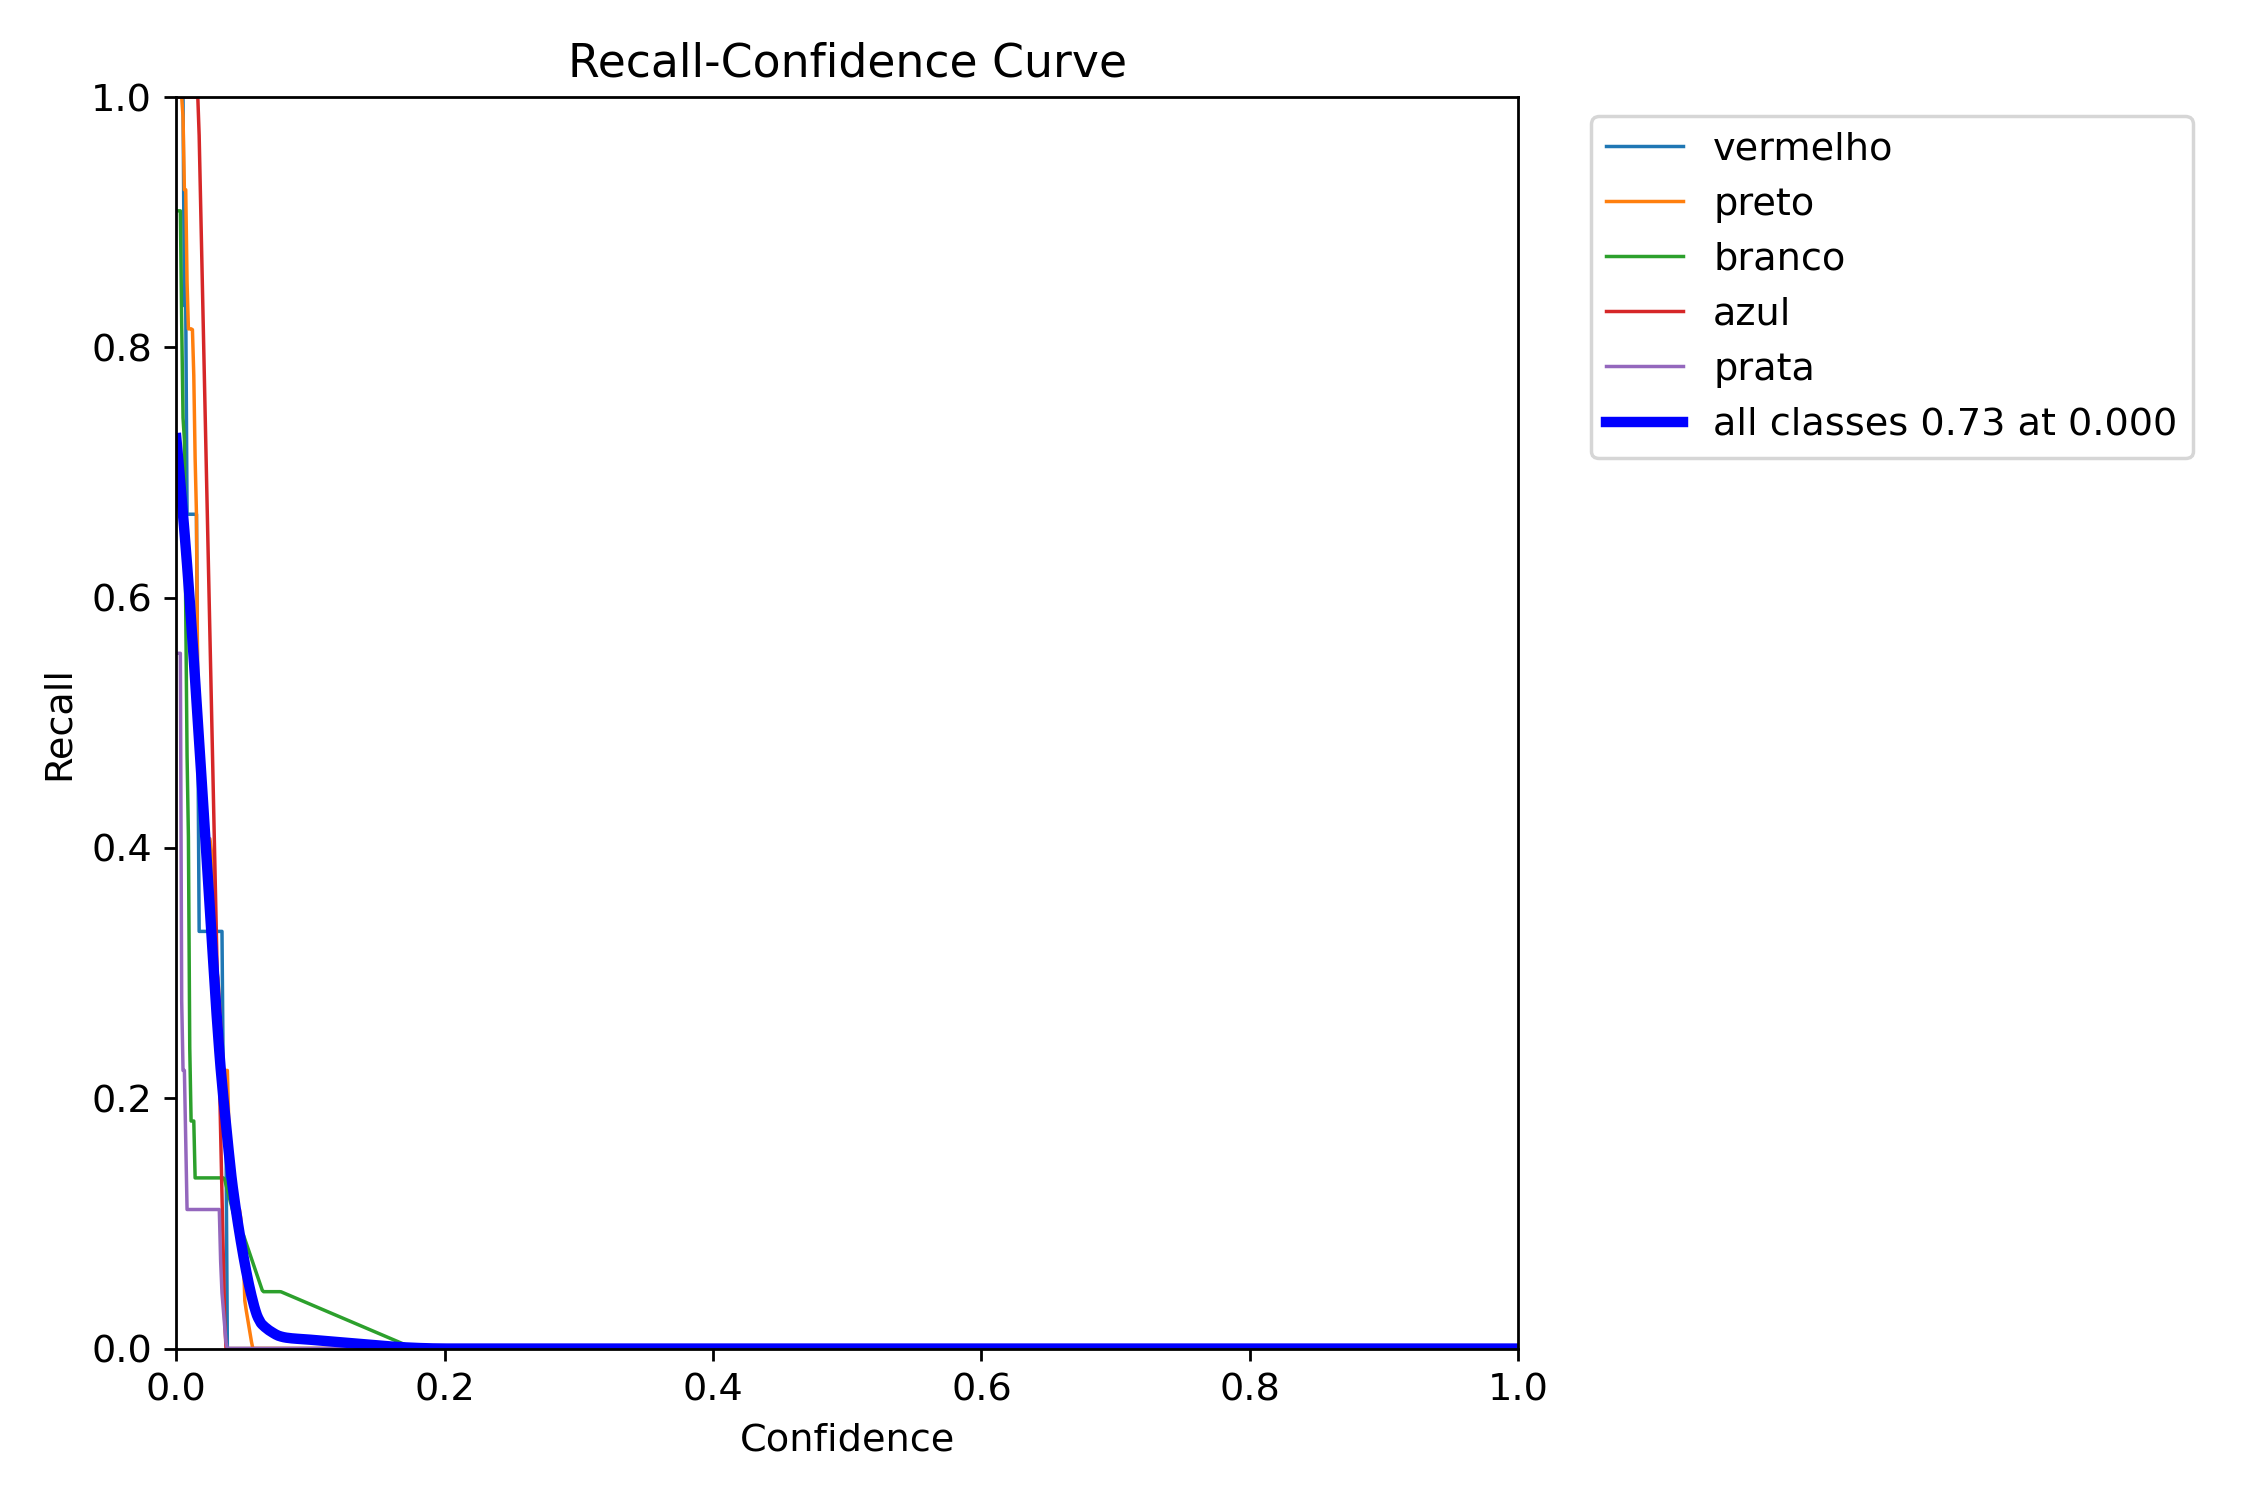 Recall-Confidence Curve
1.0
0.8
0.6
0.4
0.2
0.0
Recall
0.0 0.2 0.4 0.6 0.8 1.0
Confidence
vermelho
preto
branco
azul
prata
all classes 0.73 at 0.000